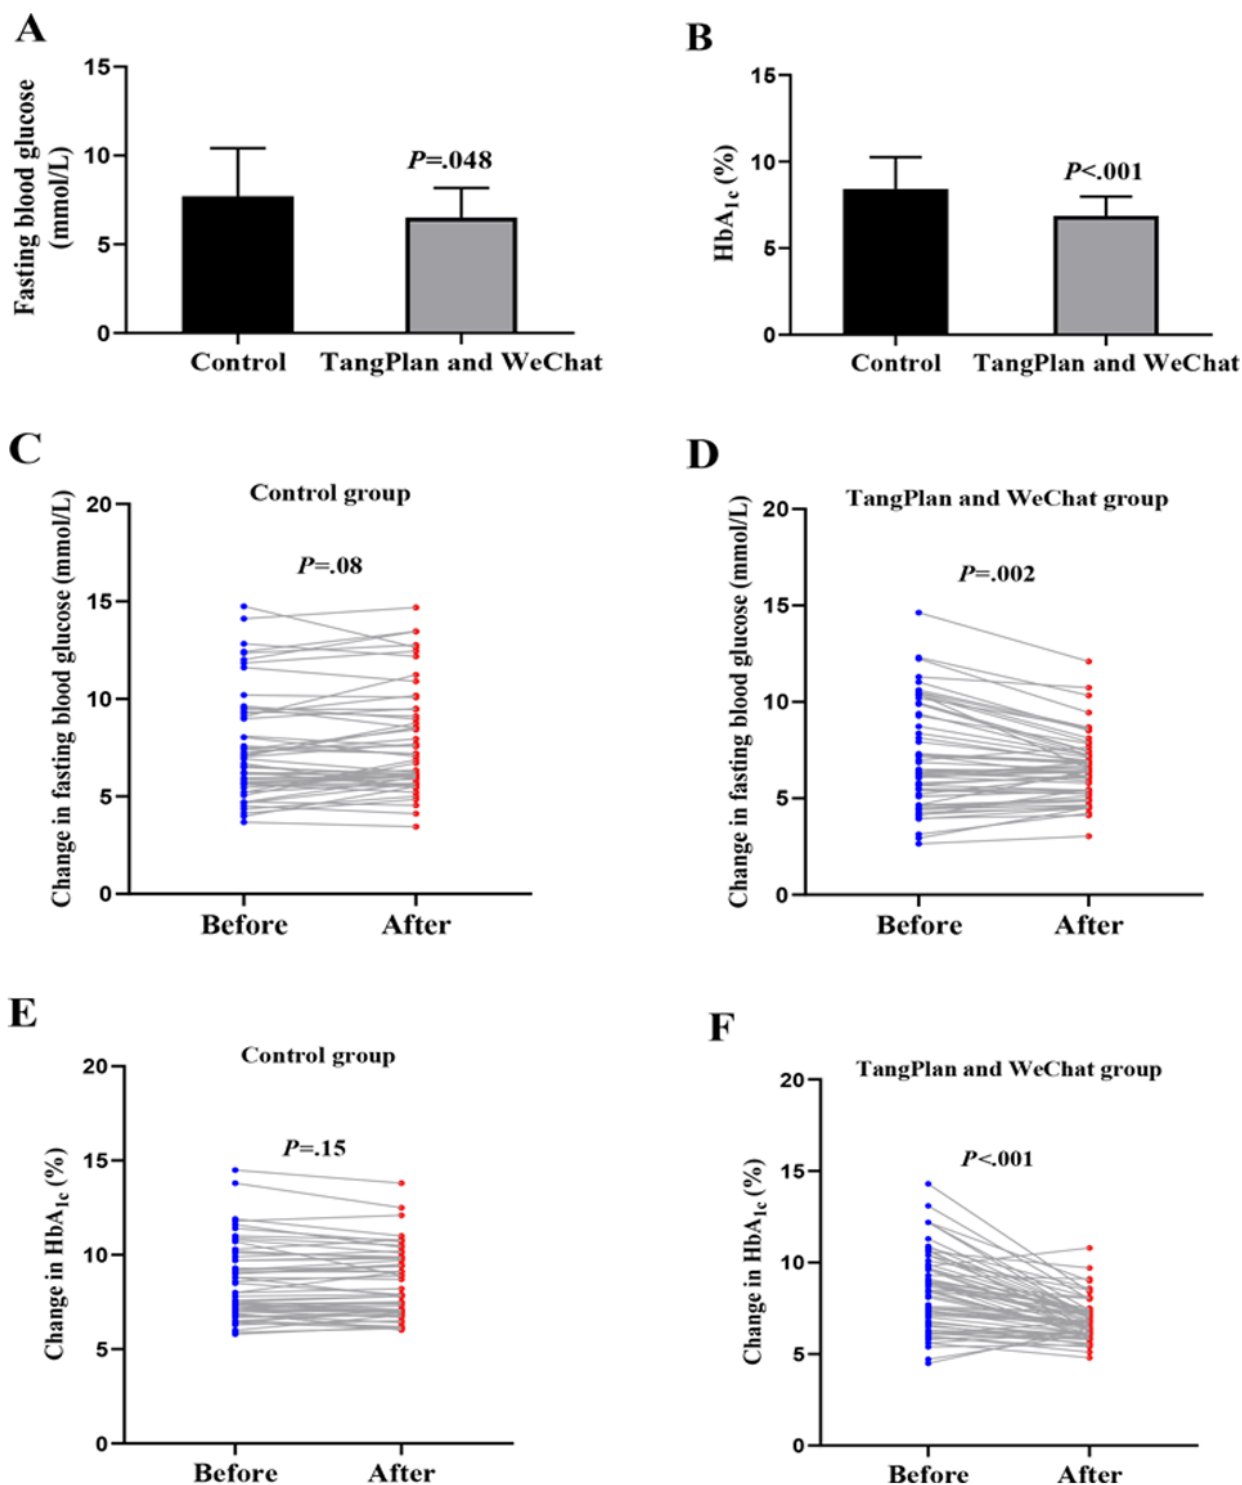 A
Fasting blood glucose
(mmol/L)
15
10
5
0
P=.048
Control
TangPlan and WeChat
B
HbA1c (%)
15
10
5
0
P<.001
Control
TangPlan and WeChat
C
Control group
Change in fasting blood glucose (mmol/L)
20
15
10
5
0
P=.08
Before
After
D
TangPlan and WeChat group
Change in fasting blood glucose (mmol/L)
20
15
10
5
0
P=.002
Before
After
E
Control group
Change in HbA1c (%)
20
15
10
5
0
P=.15
Before
After
F
TangPlan and WeChat group
Change in HbA1c (%)
20
15
10
5
0
P<.001
Before
After